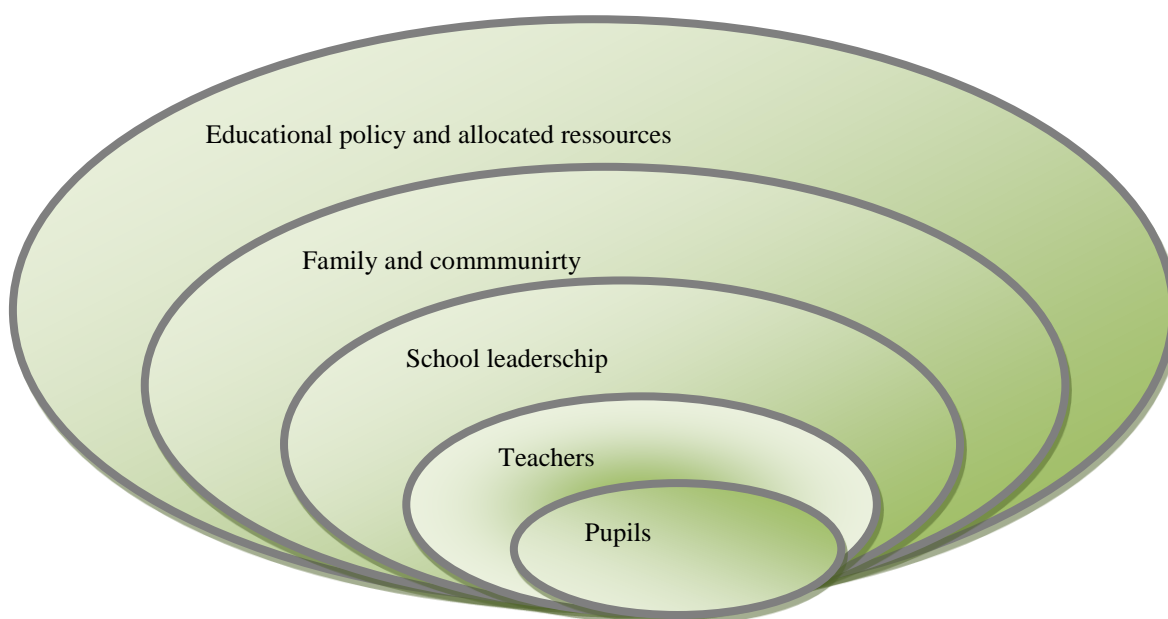 Educational policy and allocated ressources
Family and commmunirty
School leaderschip
Teachers
Pupils